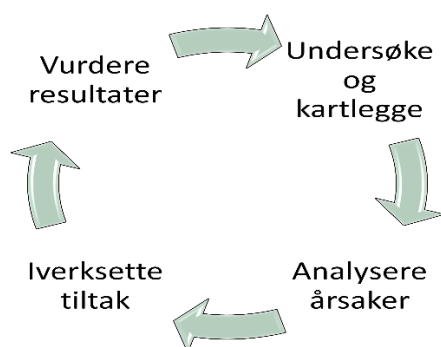 Vurdere
resultater
Undersøke
og
kartlegge
Analysere
årsaker
Iverksette
tiltak